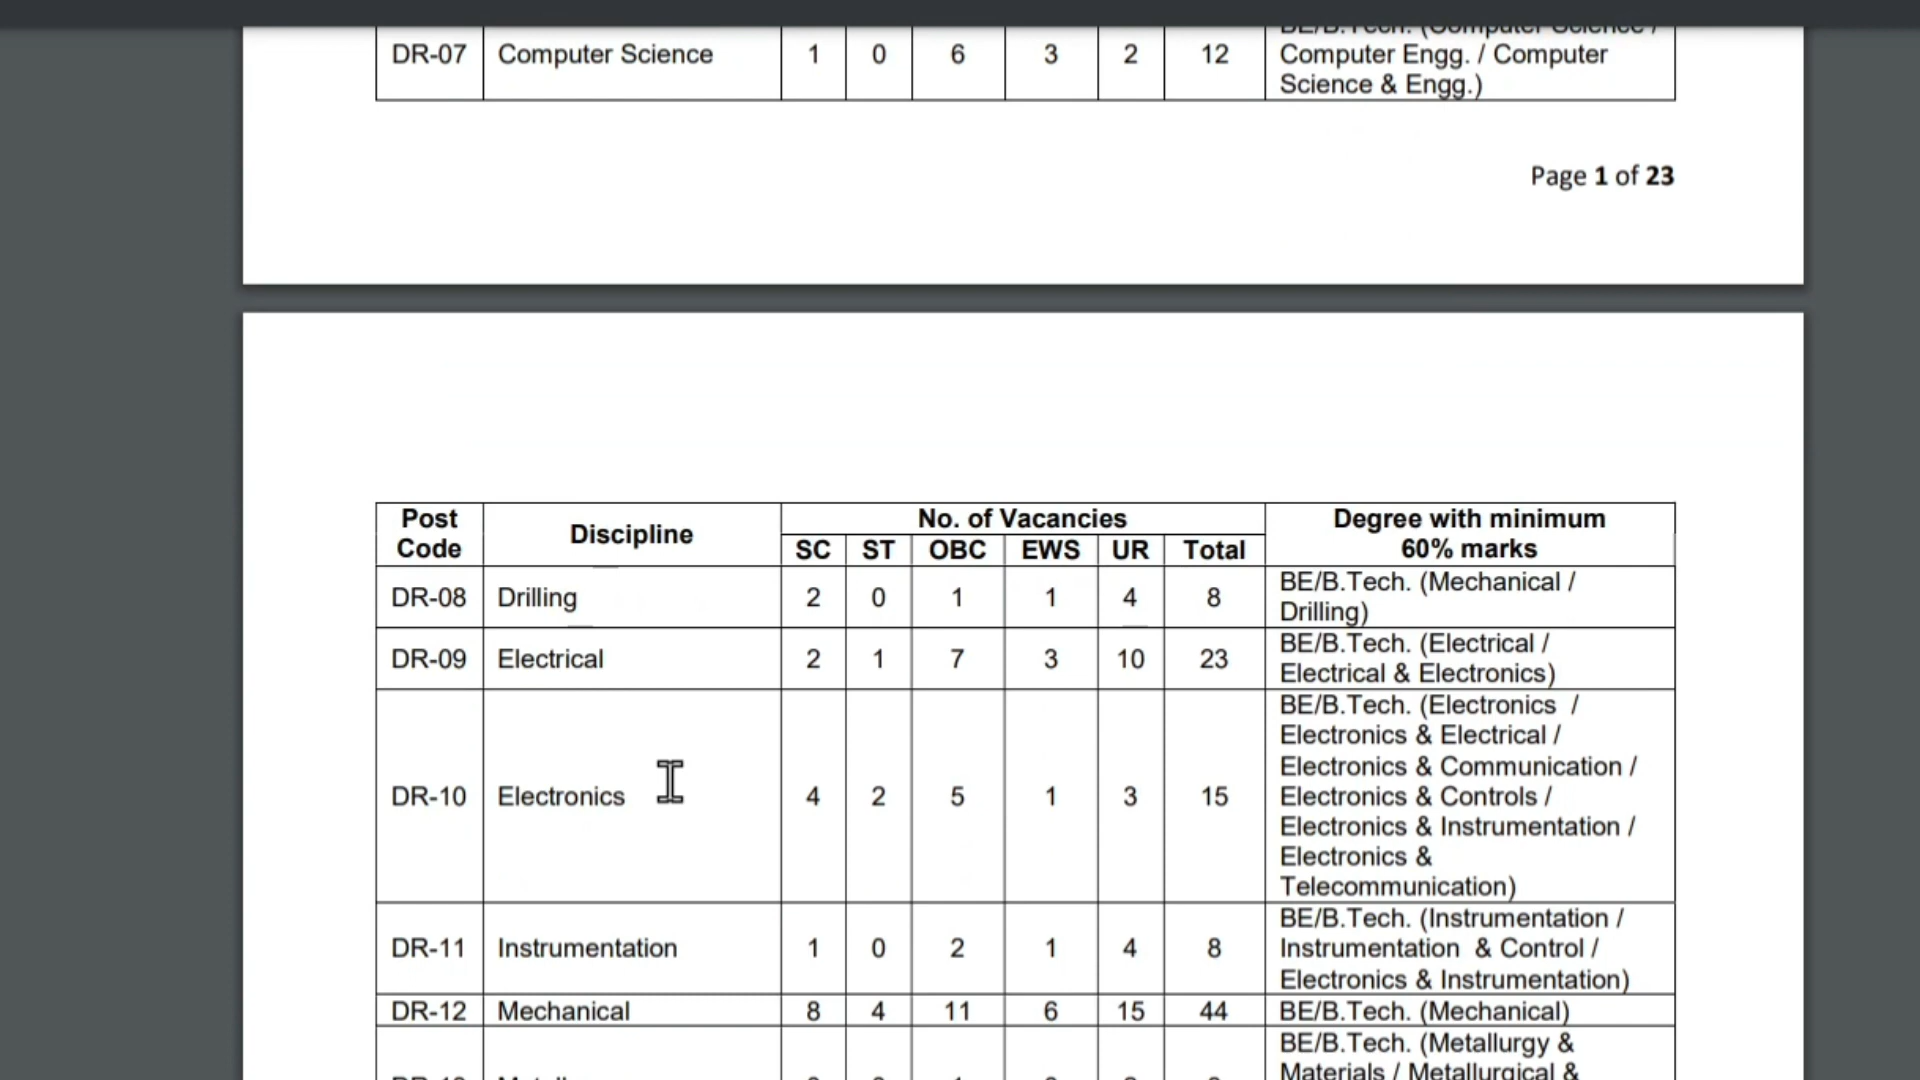 BE/B.Tech. (Computer Science /
DR-07 Computer Science 1 0 6 3 2 12 Computer Engg. / Computer
Science & Engg.)
Page 1 of 23
Post Code Discipline No. of Vacancies Degree with minimum
SC ST OBC EWS UR Total 60% marks
DR-08 Drilling 2 0 1 1 4 8 BE/B.Tech. (Mechanical /
Drilling)
DR-09 Electrical 2 1 7 3 10 23 BE/B.Tech. (Electrical /
Electrical & Electronics)
BE/B.Tech. (Electronics /
Electronics & Electrical /
Electronics & Communication /
DR-10 Electronics 4 2 5 1 3 15 Electronics & Controls /
Electronics & Instrumentation /
Electronics &
Telecommunication)
BE/B.Tech. (Instrumentation /
DR-11 Instrumentation 1 0 2 1 4 8 Instrumentation & Control /
Electronics & Instrumentation)
DR-12 Mechanical 8 4 11 6 15 44 BE/B.Tech. (Mechanical)
BE/B.Tech. (Metallurgy &
Materials / Metallurgical &